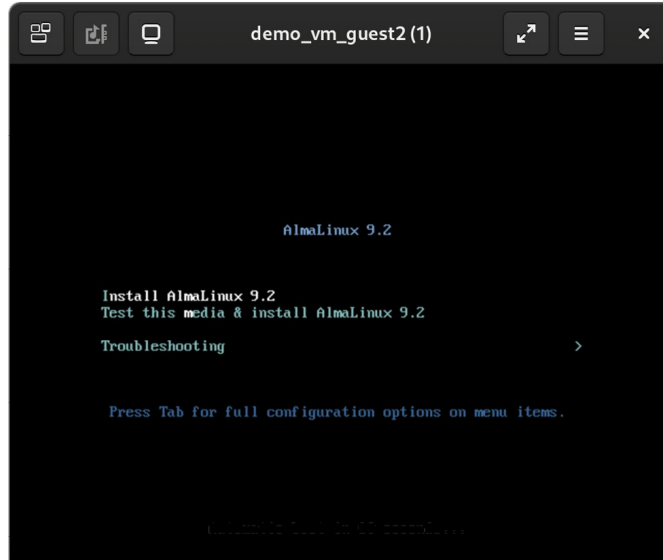 demo_vm_guest2 (1)
AlmaLinux 9.2
Install AlmaLinux 9.2
Test this media & install AlmaLinux 9.2
Troubleshooting >
Press Tab for full configuration options on menu items.